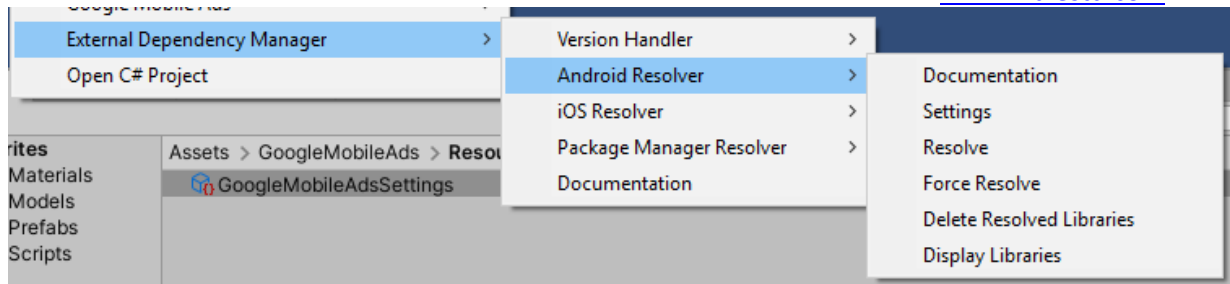 Google Mobile Ads
External Dependency Manager >
Open C# Project
Version Handler >
Android Resolver >
iOS Resolver >
Package Manager Resolver >
Documentation
Documentation
Settings
Resolve
Force Resolve
Delete Resolved Libraries
Display Libraries
rites
Materials
Models
Prefabs
Scripts
Assets > GoogleMobileAds > Resou
GoogleMobileAdsSettings